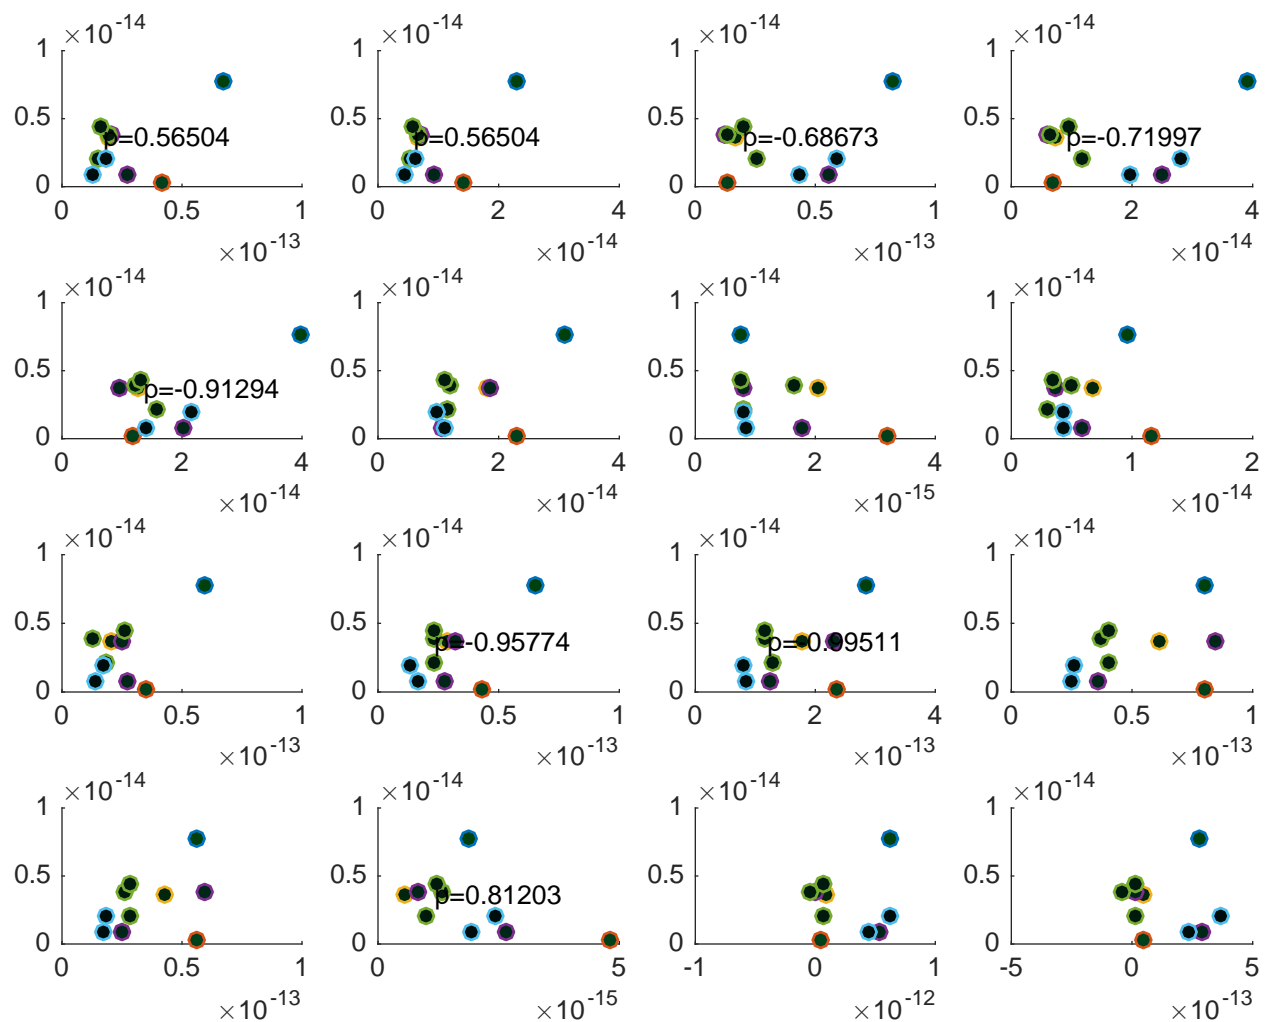 ×10-14 ×10-14 ×10-14 ×10-14
1 1 1 1
0.5 0.5 0.5 0.5
p=0.56504 p=0.56504 p=-0.68673 p=-0.71997
0 0 0 0
0 0.5 1 0 2 4 0 0.5 1 0 2 4
×10-13 ×10-14 ×10-13 ×10-14
×10-14 ×10-14 ×10-14 ×10-14
1 1 1 1
0.5 0.5 0.5 0.5
p=-0.91294
0 0 0 0
0 2 4 0 2 4 0 2 4 0 1 2
×10-14 ×10-14 ×10-15 ×10-14
×10-14 ×10-14 ×10-14 ×10-14
1 1 1 1
0.5 0.5 0.5 0.5
p=-0.95774 p=-0.99511
0 0 0 0
0 0.5 1 0 0.5 1 0 2 4 0 0.5 1
×10-13 ×10-13 ×10-13 ×10-13
×10-14 ×10-14 ×10-14 ×10-14
1 1 1 1
0.5 0.5 0.5 0.5
p=0.81203
0 0 0 0
0 0.5 1 0 5 -1 0 1 -5 0 5
×10-13 ×10-15 ×10-12 ×10-13